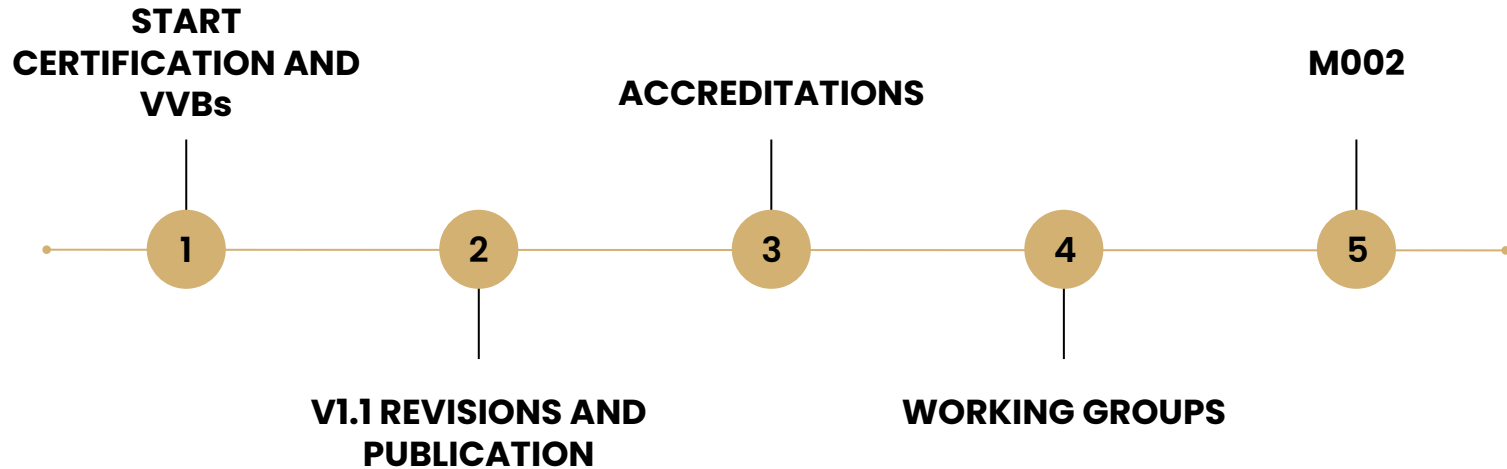 START
CERTIFICATION AND
VVBs
ACCREDITATIONS
M002
1
2
3
4
5
V1.1 REVISIONS AND
PUBLICATION
WORKING GROUPS